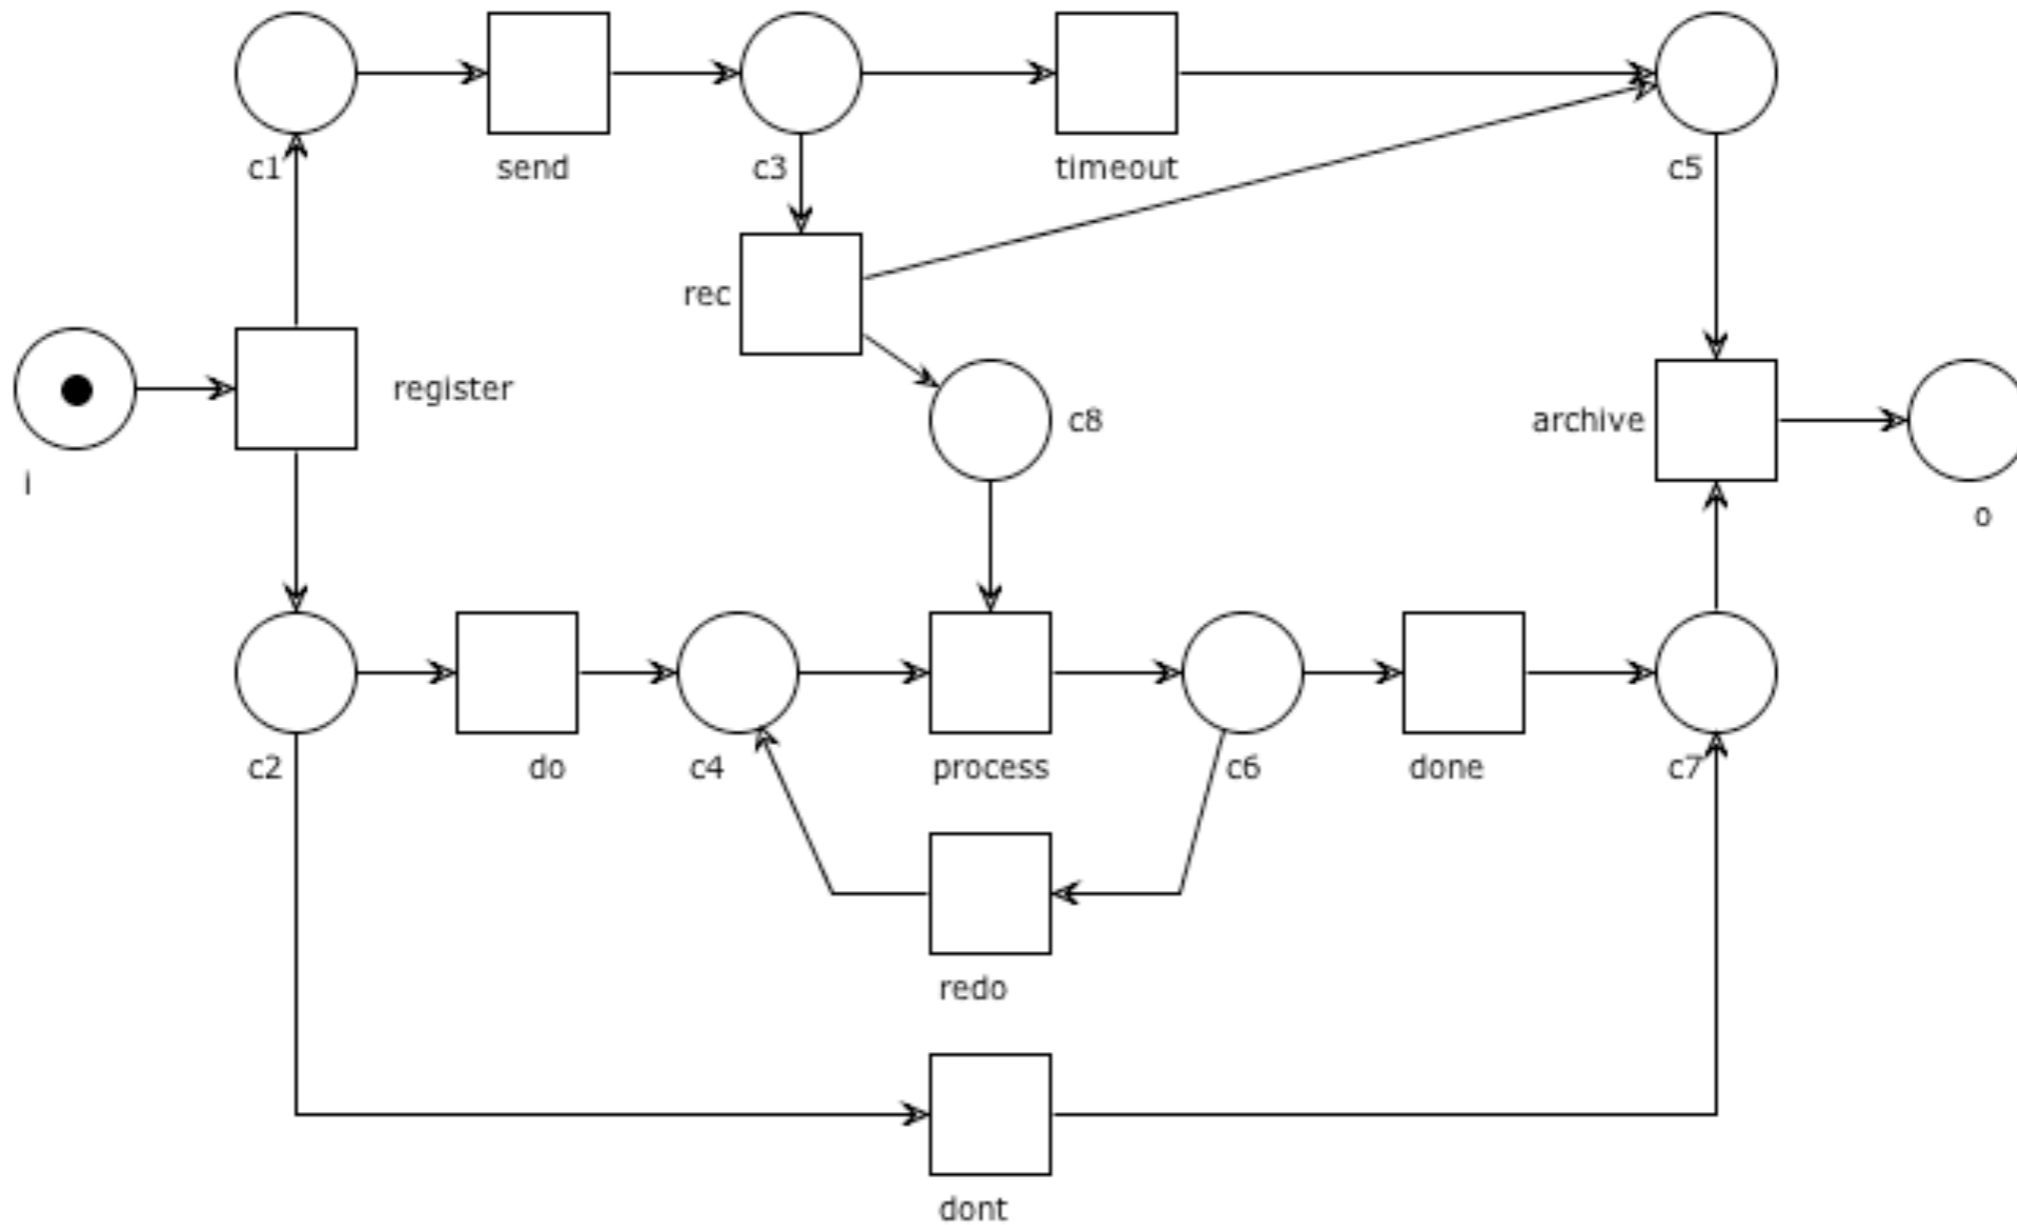 c1
send
c3
timeout
c5
rec
register
c8
archive
i
o
c2
do
c4
process
c6
done
c7
redo
dont